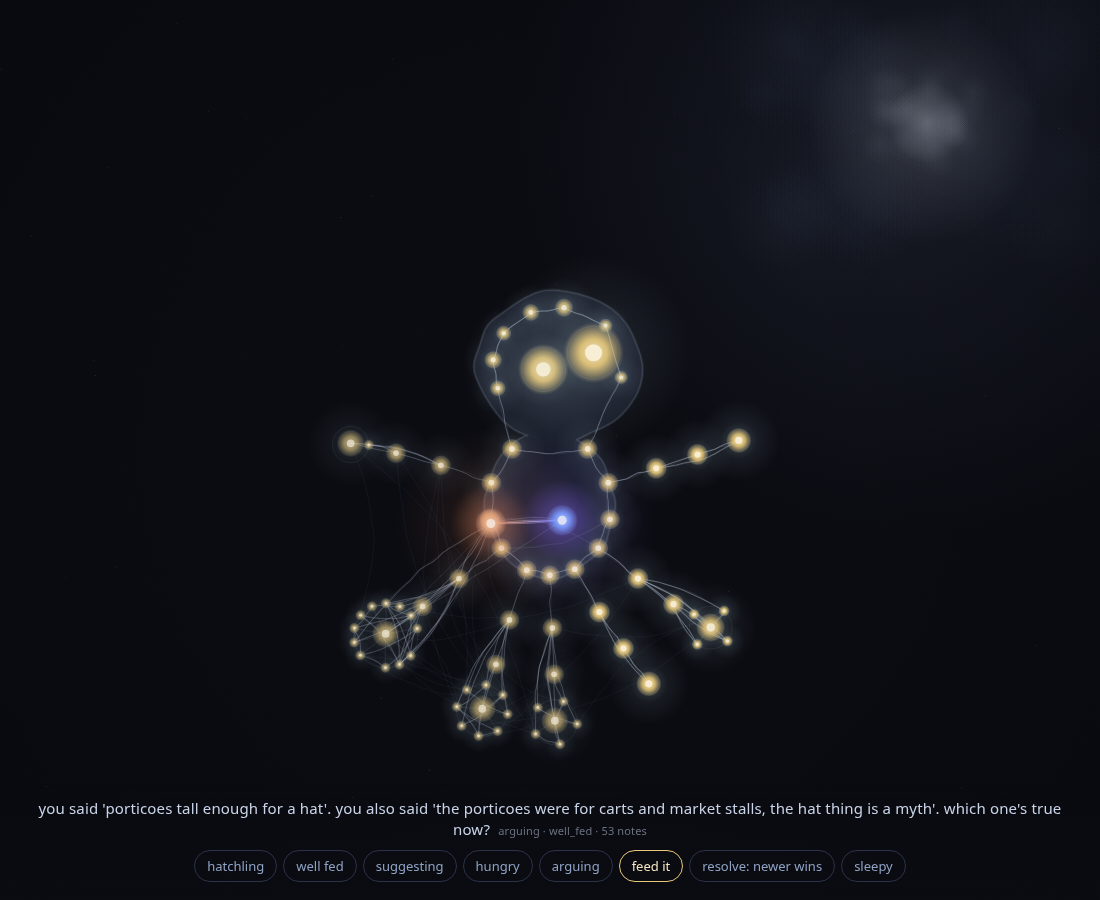 you said 'porticoes tall enough for a hat'. you also said 'the porticoes were for carts and market stalls, the hat thing is a myth'. which one's true
now? arguing · well_fed · 53 notes
hatchling well fed suggesting hungry arguing feed it resolve: newer wins sleepy